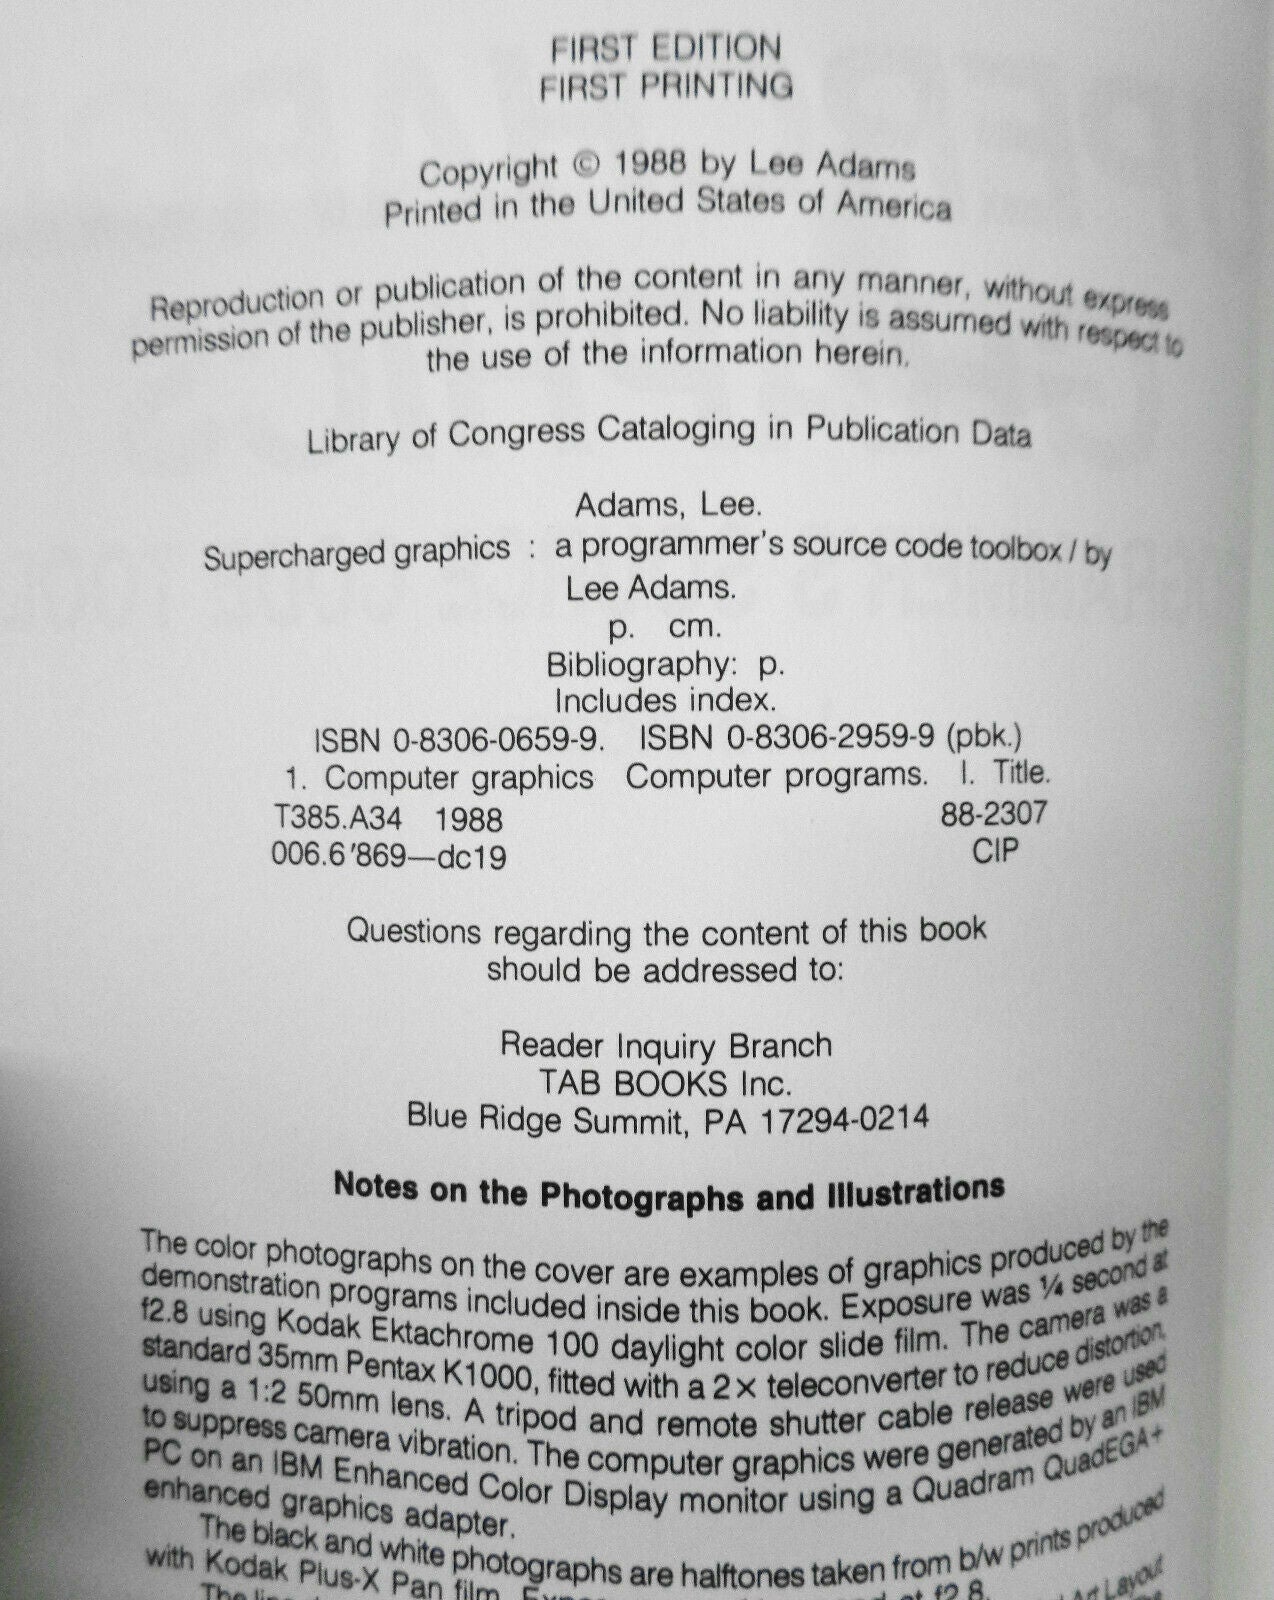 FIRST EDITION
FIRST PRINTING
Copyright © 1988 by Lee Adams
Printed in the United States of America
Reproduction or publication of the content in any manner, without express
permission of the publisher, is prohibited. No liability is assumed with respect to
the use of the information herein.
Library of Congress Cataloging in Publication Data
Adams, Lee.
Supercharged graphics : a programmer's source code toolbox / by
Lee Adams.
p. cm.
Bibliography: p.
Includes index.
ISBN 0-8306-0659-9. ISBN 0-8306-2959-9 (pbk.)
1. Computer graphics Computer programs. I. Title.
T385.A34 1988 88-2307
006.6'869—dc19 CIP
Questions regarding the content of this book
should be addressed to:
Reader Inquiry Branch
TAB BOOKS Inc.
Blue Ridge Summit, PA 17294-0214
Notes on the Photographs and Illustrations
The color photographs on the cover are examples of graphics produced by the
demonstration programs included inside this book. Exposure was ¼ second at
f2.8 using Kodak Ektachrome 100 daylight color slide film. The camera was a
standard 35mm Pentax K1000, fitted with a 2× teleconverter to reduce distortion,
using a 1:2 50mm lens. A tripod and remote shutter cable release were used
to suppress camera vibration. The computer graphics were generated by an IBM
PC on an IBM Enhanced Color Display monitor using a Quadram QuadEGA+
enhanced graphics adapter.
The black and white photographs are halftones taken from b/w prints produced
with Kodak Plus-X Pan film. at f2.8.
The Art Layout